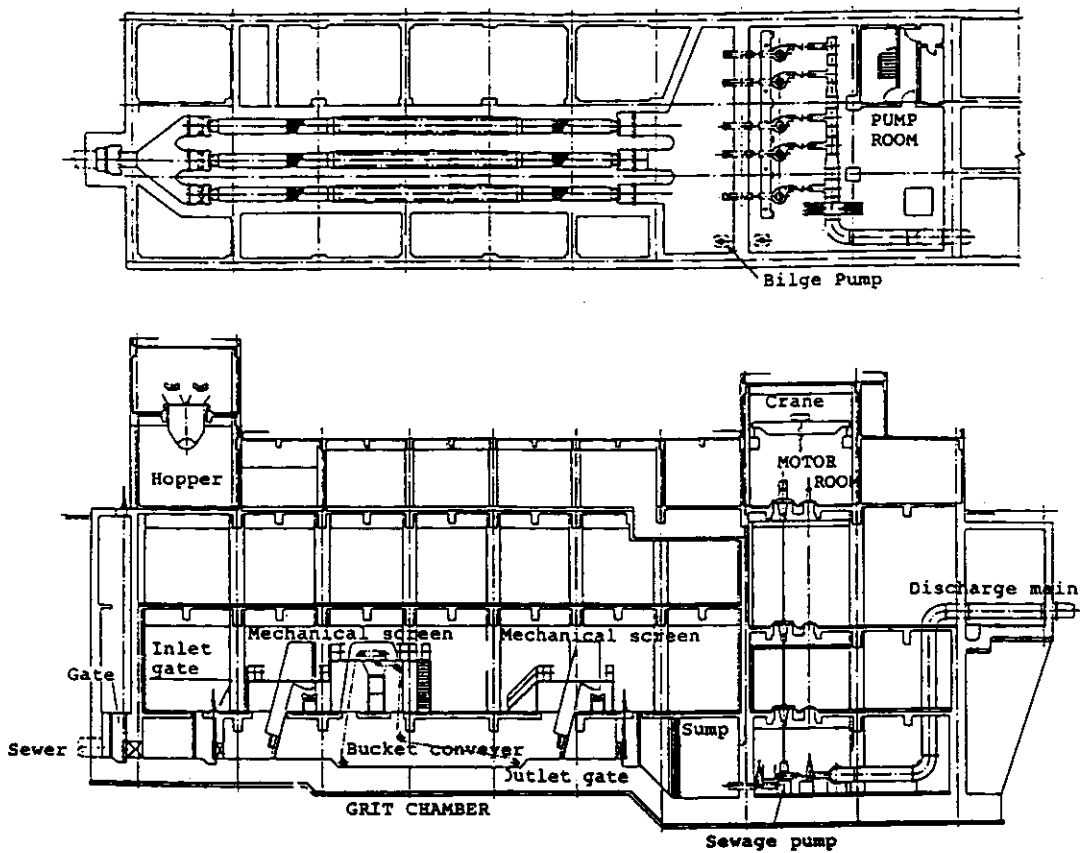 PUMP
ROOM
Bilge Pump
Crane
Hopper
MOTOR
ROOM
Discharge main
Mechanical screen
Mechanical screen
Inlet
gate
Gate
Sewer
Sump
Bucket conveyer
Outlet gate
GRIT CHAMBER
Sewage pump